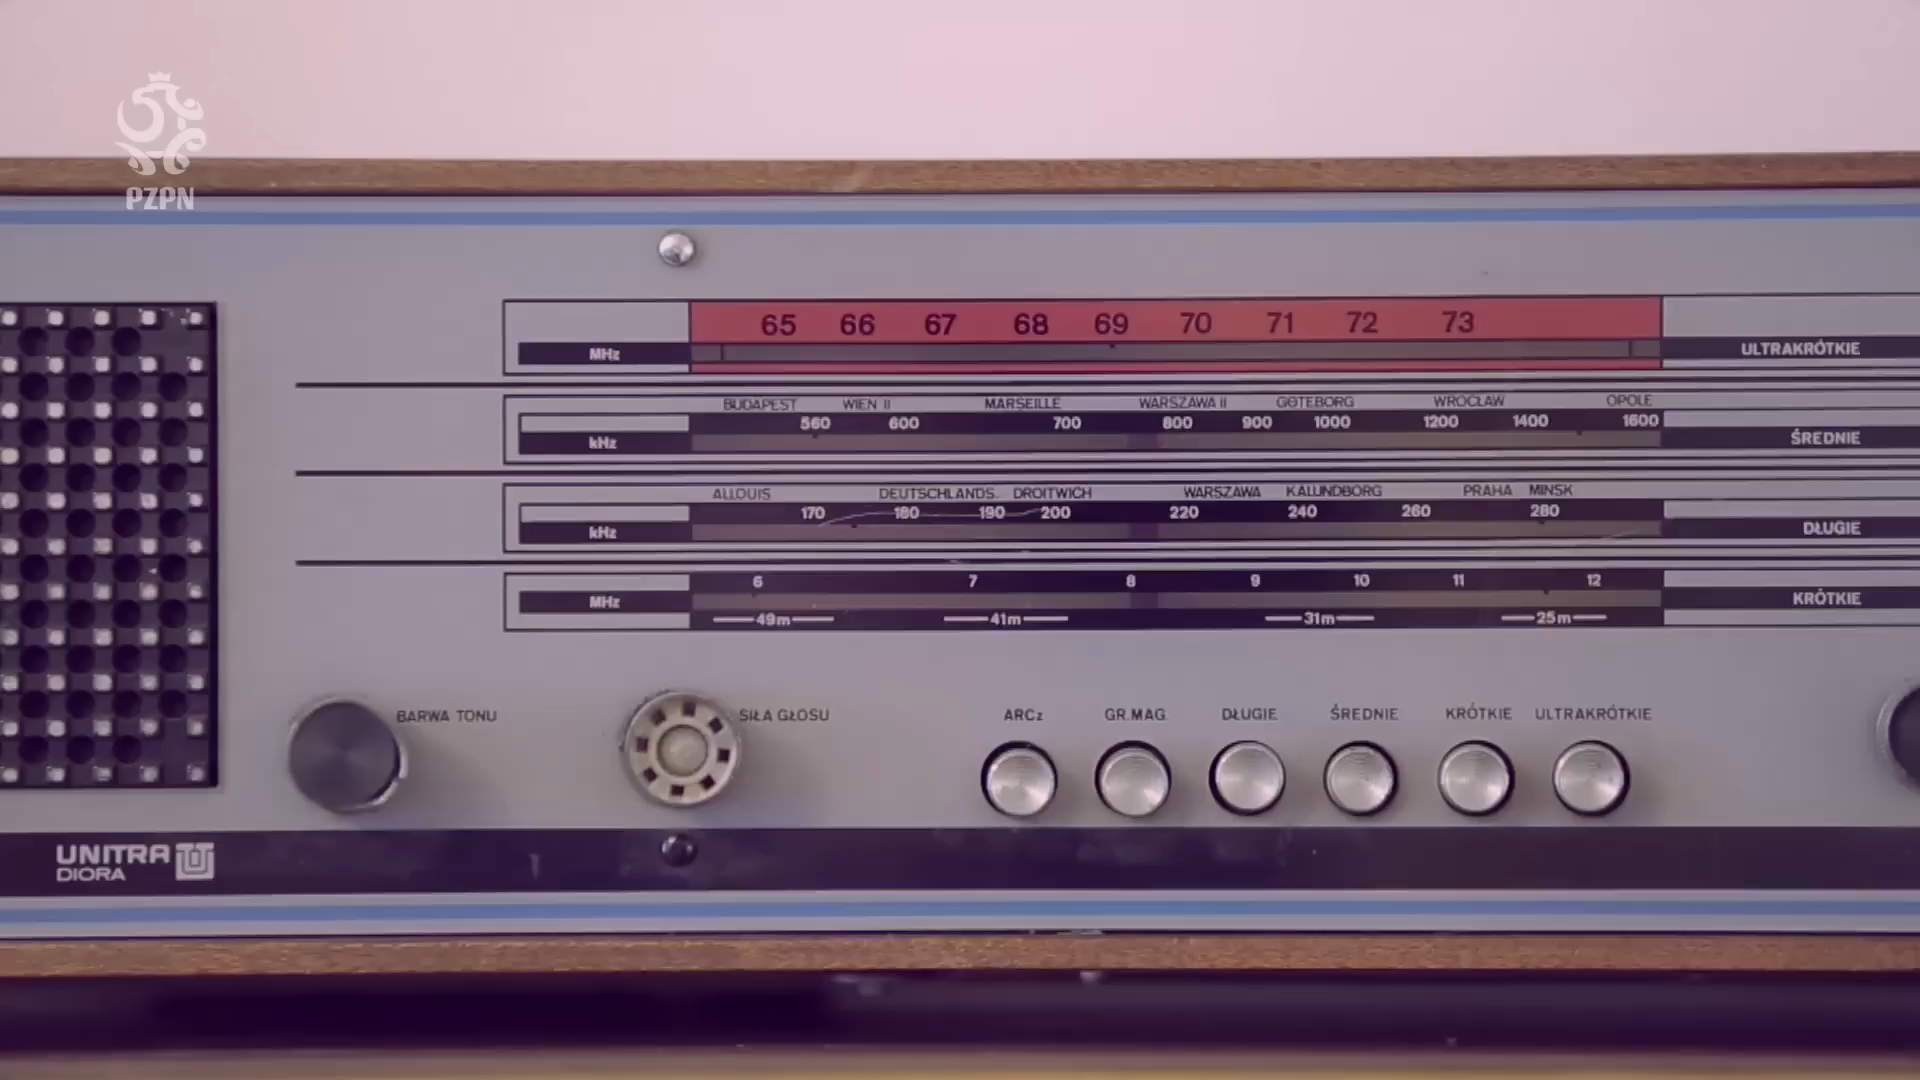 PZPN
65 66 67 68 69 70 71 72 73
MHz ULTRAKRÓTKIE
BUDAPEST WIEN II MARSEILLE WARSZAWA II GÖTEBORG WROCŁAW OPOLE
560 600 700 800 900 1000 1200 1400 1600
kHz ŚREDNIE
ALLOUIS DEUTSCHLANDS. DROITWICH WARSZAWA KALUNDBORG PRAHA MINSK
170 180 190 200 220 240 260 280
kHz DŁUGIE
6 7 8 9 10 11 12
MHz KRÓTKIE
49m 41m 31m 25m
BARWA TONU SIŁA GŁOSU ARCz GR.MAG. DŁUGIE ŚREDNIE KRÓTKIE ULTRAKRÓTKIE
UNITRA
DIORA